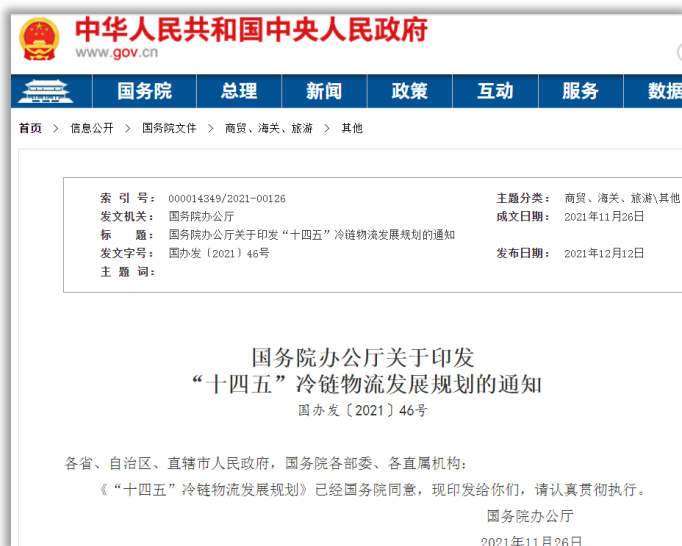 中华人民共和国中央人民政府
www.gov.cn
国务院 总理 新闻 政策 互动 服务 数据
首页 > 信息公开 > 国务院文件 > 商贸、海关、旅游 > 其他
索 引 号： 000014349/2021-00126 主题分类： 商贸、海关、旅游\其他
发文机关： 国务院办公厅 成文日期： 2021年11月26日
标 题： 国务院办公厅关于印发“十四五”冷链物流发展规划的通知
发文字号： 国办发〔2021〕46号 发布日期： 2021年12月12日
主 题 词：
国务院办公厅关于印发
“十四五”冷链物流发展规划的通知
国办发〔2021〕46号
各省、自治区、直辖市人民政府，国务院各部委、各直属机构：
《“十四五”冷链物流发展规划》已经国务院同意，现印发给你们，请认真贯彻执行。
国务院办公厅
2021年11月26日